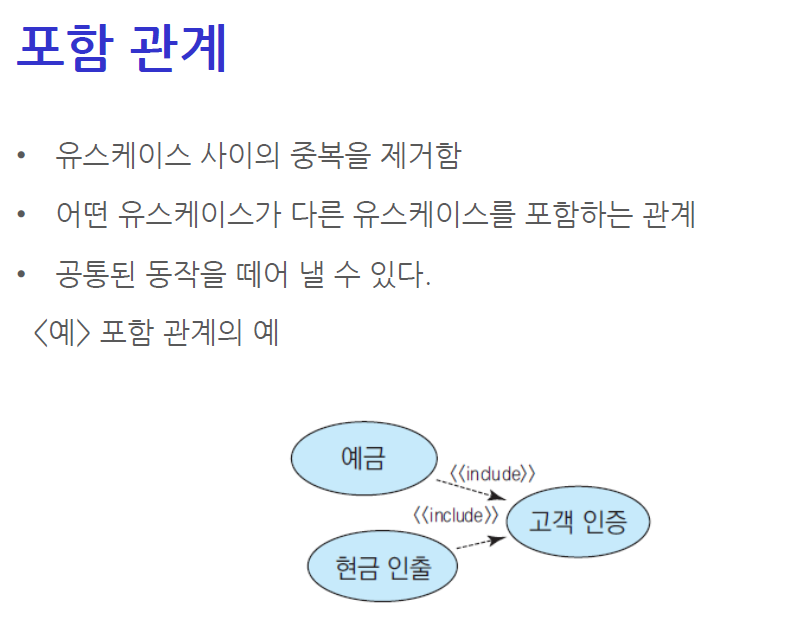 포함 관계
• 유스케이스 사이의 중복을 제거함
• 어떤 유스케이스가 다른 유스케이스를 포함하는 관계
• 공통된 동작을 떼어 낼 수 있다.
<예> 포함 관계의 예
예금
<<include>>
<<include>>
고객 인증
현금 인출